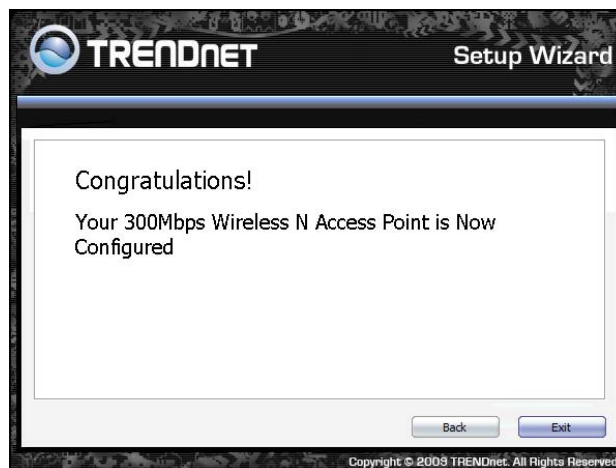 TRENDNET
Setup Wizard
Congratulations!
Your 300Mbps Wireless N Access Point is Now
Configured
Back
Exit
Copyright © 2009 TRENDnet. All Rights Reserve